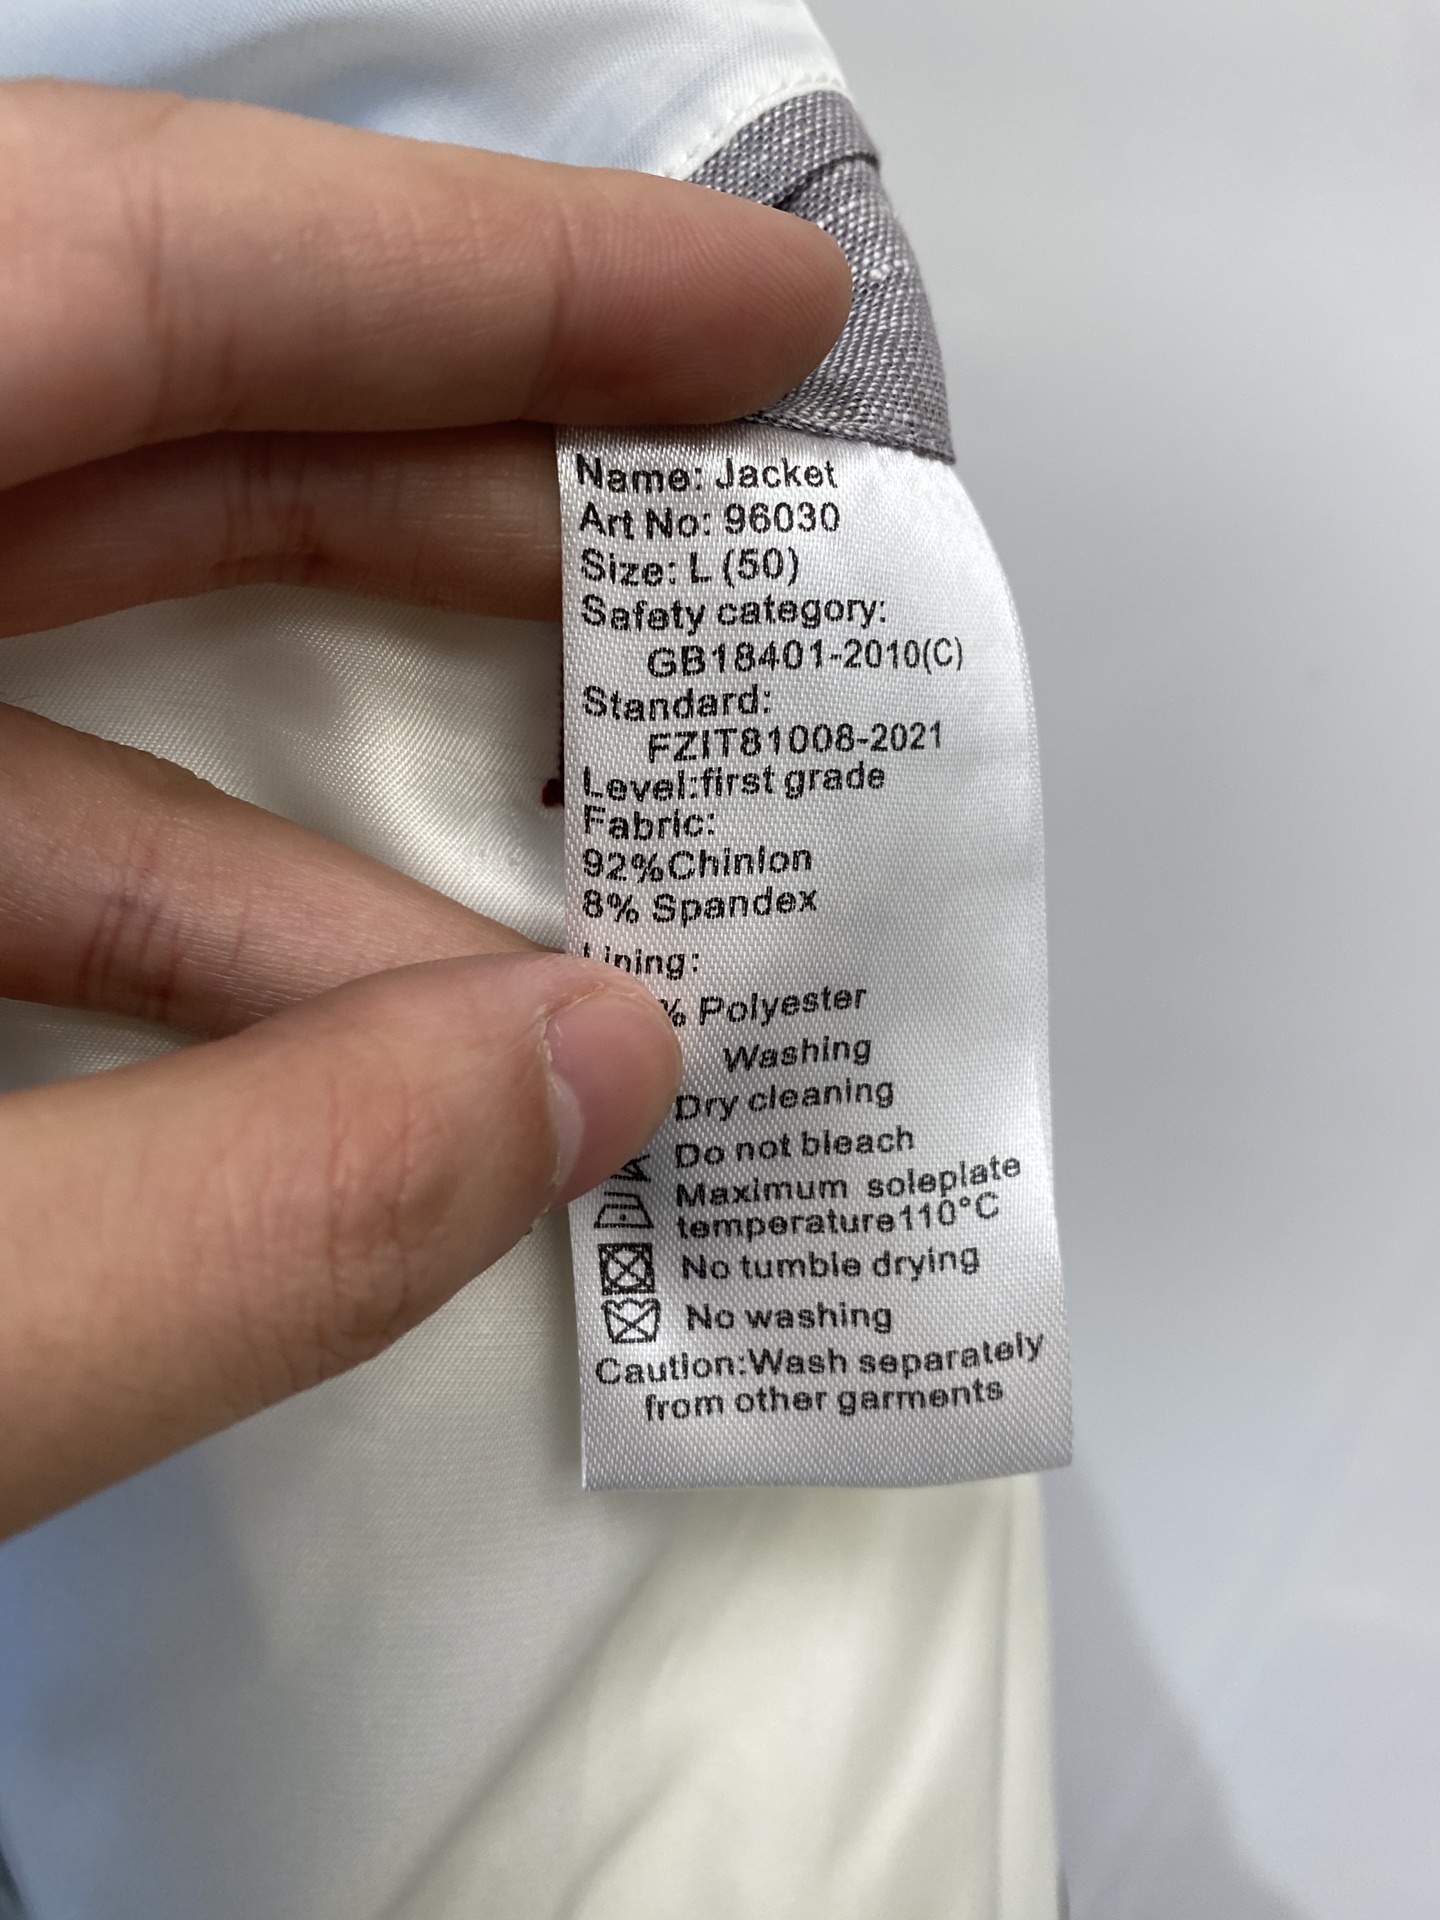 Name: Jacket
Art No: 96030
Size: L (50)
Safety category:
GB18401-2010(C)
Standard:
FZIT81008-2021
Level:first grade
Fabric:
92%Chinlon
8% Spandex
Lining:
% Polyester
Washing
Dry cleaning
Do not bleach
Maximum soleplate
temperature110°C
No tumble drying
No washing
Caution:Wash separately
from other garments